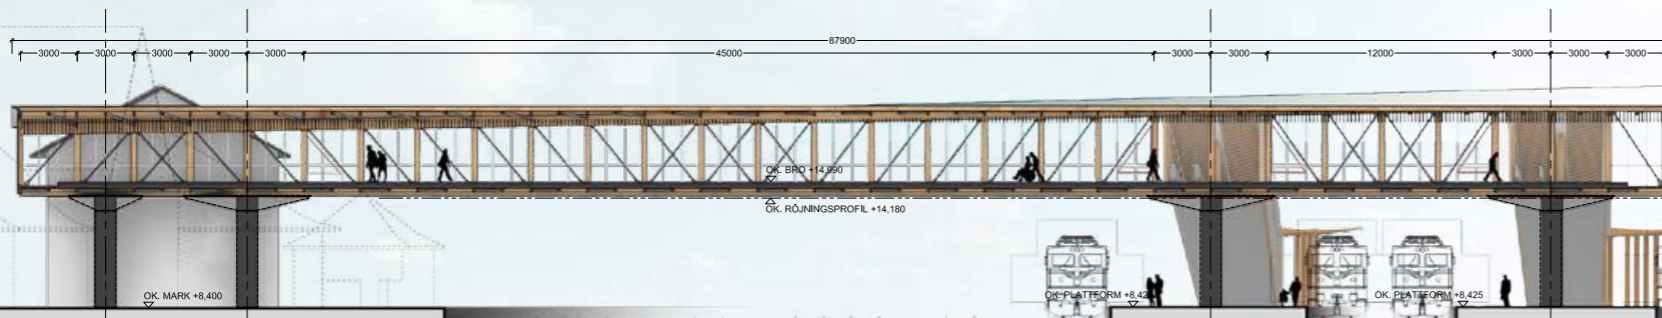 87900
3000 3000 3000 3000 3000 45000 3000 3000 12000 3000 3000 3000
OK. BRO +14,990
OK. RÖJNINGSPROFIL +14,180
OK. MARK +8,400
OK. PLATTFORM +8,42
OK. PLATTFORM +8,425